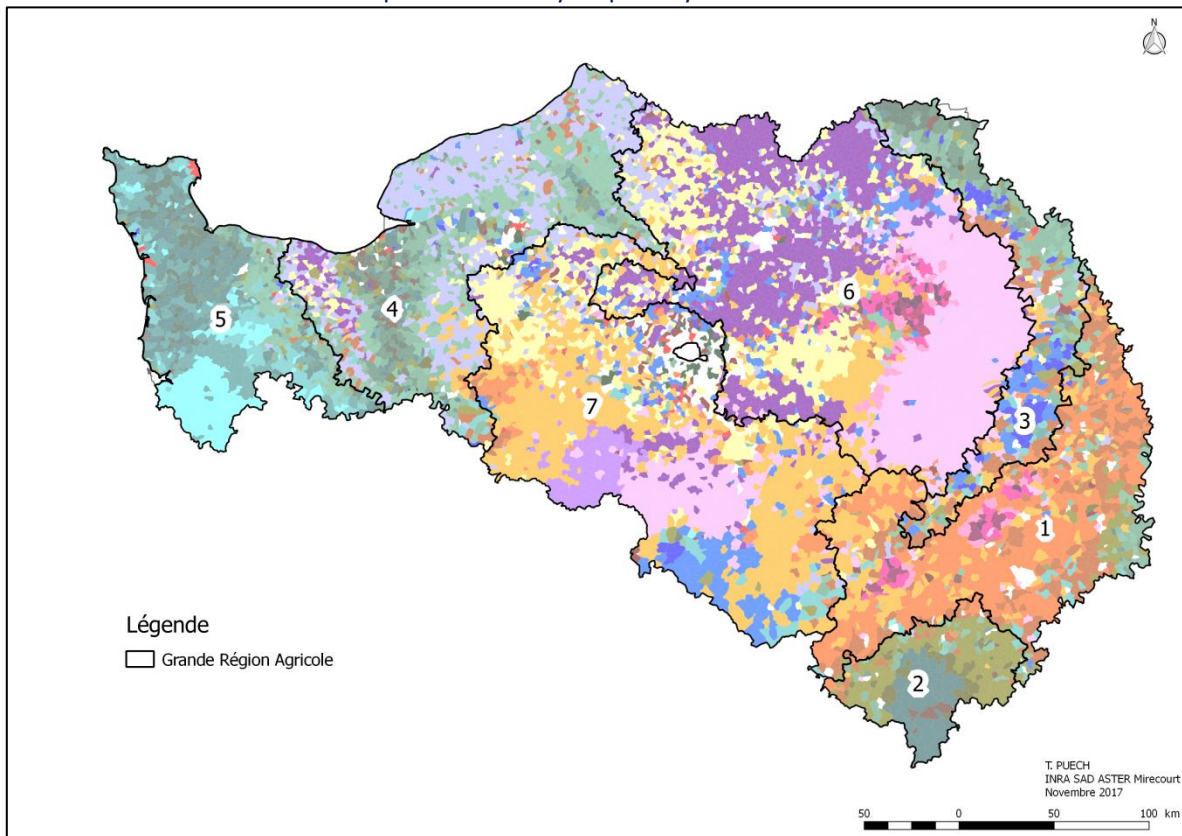 N
5
4
6
7
3
1
2
Légende
Grande Région Agricole
T. PUECH
INRA SAD ASTER Mirecourt
Novembre 2017
50 0 50 100 km